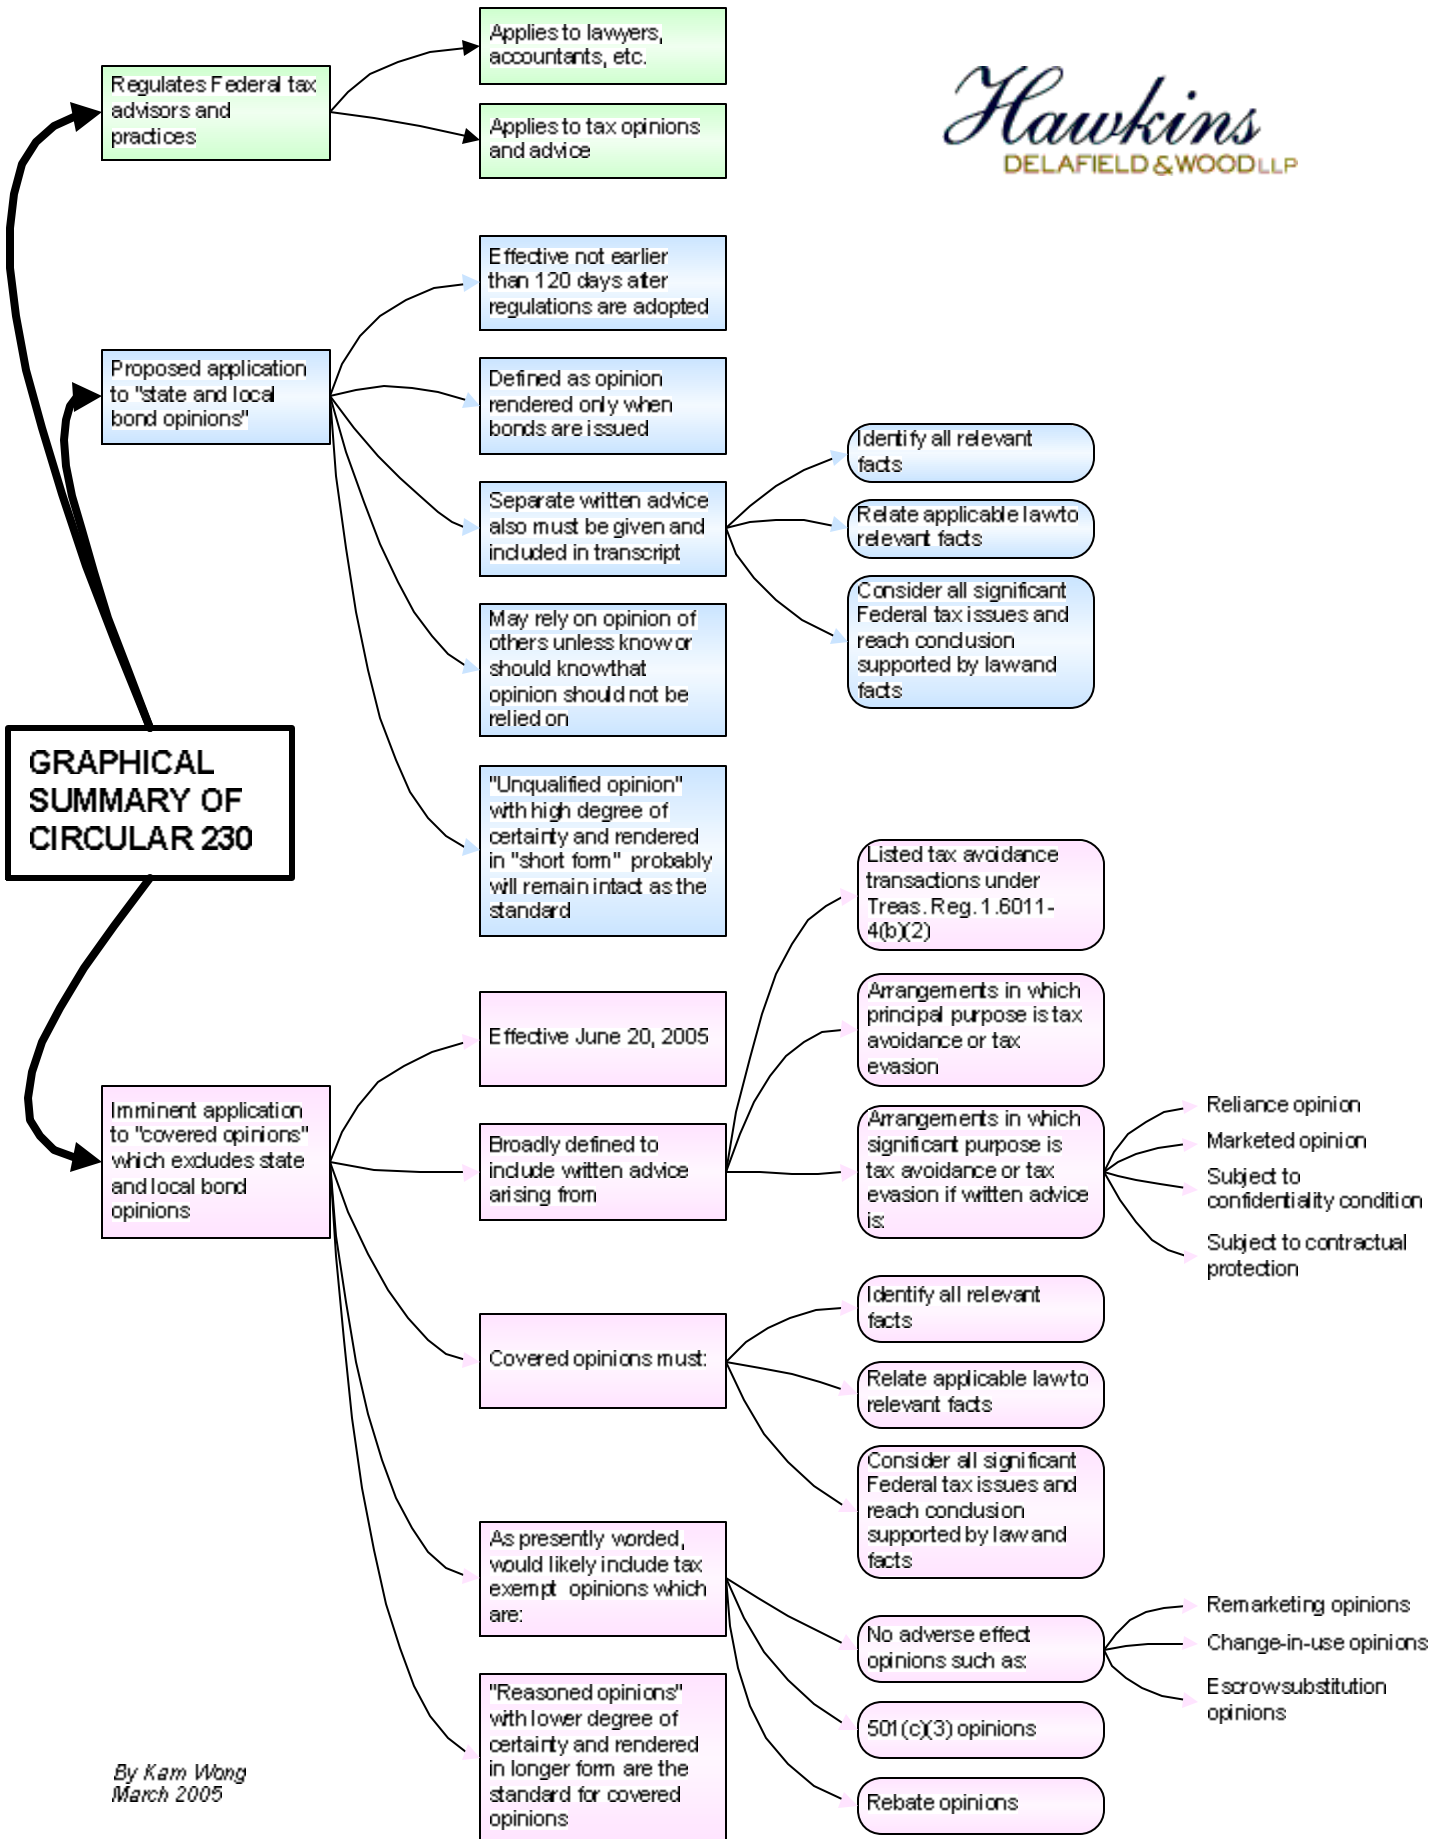 Applies to lawyers,
accountants, etc.
Regulates Federal tax
advisors and
practices
Applies to tax opinions
and advice
Hawkins
DELAFIELD & WOOD LLP
Effective not earlier
than 120 days after
regulations are adopted
Proposed application
to "state and local
bond opinions"
Defined as opinion
rendered only when
bonds are issued
Separate written advice
also must be given and
included in transcript
Identify all relevant
facts
Relate applicable law to
relevant facts
Consider all significant
Federal tax issues and
reach conclusion
supported by law and
facts
May rely on opinion of
others unless know or
should know that
opinion should not be
relied on
"Unqualified opinion"
with high degree of
certainty and rendered
in "short form" probably
will remain intact as the
standard
GRAPHICAL
SUMMARY OF
CIRCULAR 230
Imminent application
to "covered opinions"
which excludes state
and local bond
opinions
Effective June 20, 2005
Broadly defined to
include written advice
arising from
Listed tax avoidance
transactions under
Treas. Reg. 1.6011-
4(b)(2)
Arrangements in which
principal purpose is tax
avoidance or tax
evasion
Arrangements in which
significant purpose is
tax avoidance or tax
evasion if written advice
is:
Reliance opinion
Marketed opinion
Subject to
confidentiality condition
Subject to contractual
protection
Covered opinions must:
Identify all relevant
facts
Relate applicable law to
relevant facts
Consider all significant
Federal tax issues and
reach conclusion
supported by law and
facts
As presently worded,
would likely include tax
exempt opinions which
are:
No adverse effect
opinions such as:
Remarketing opinions
Change-in-use opinions
Escrow substitution
opinions
501(c)(3) opinions
Rebate opinions
"Reasoned opinions"
with lower degree of
certainty and rendered
in longer form are the
standard for covered
opinions
By Kam Wong
March 2005